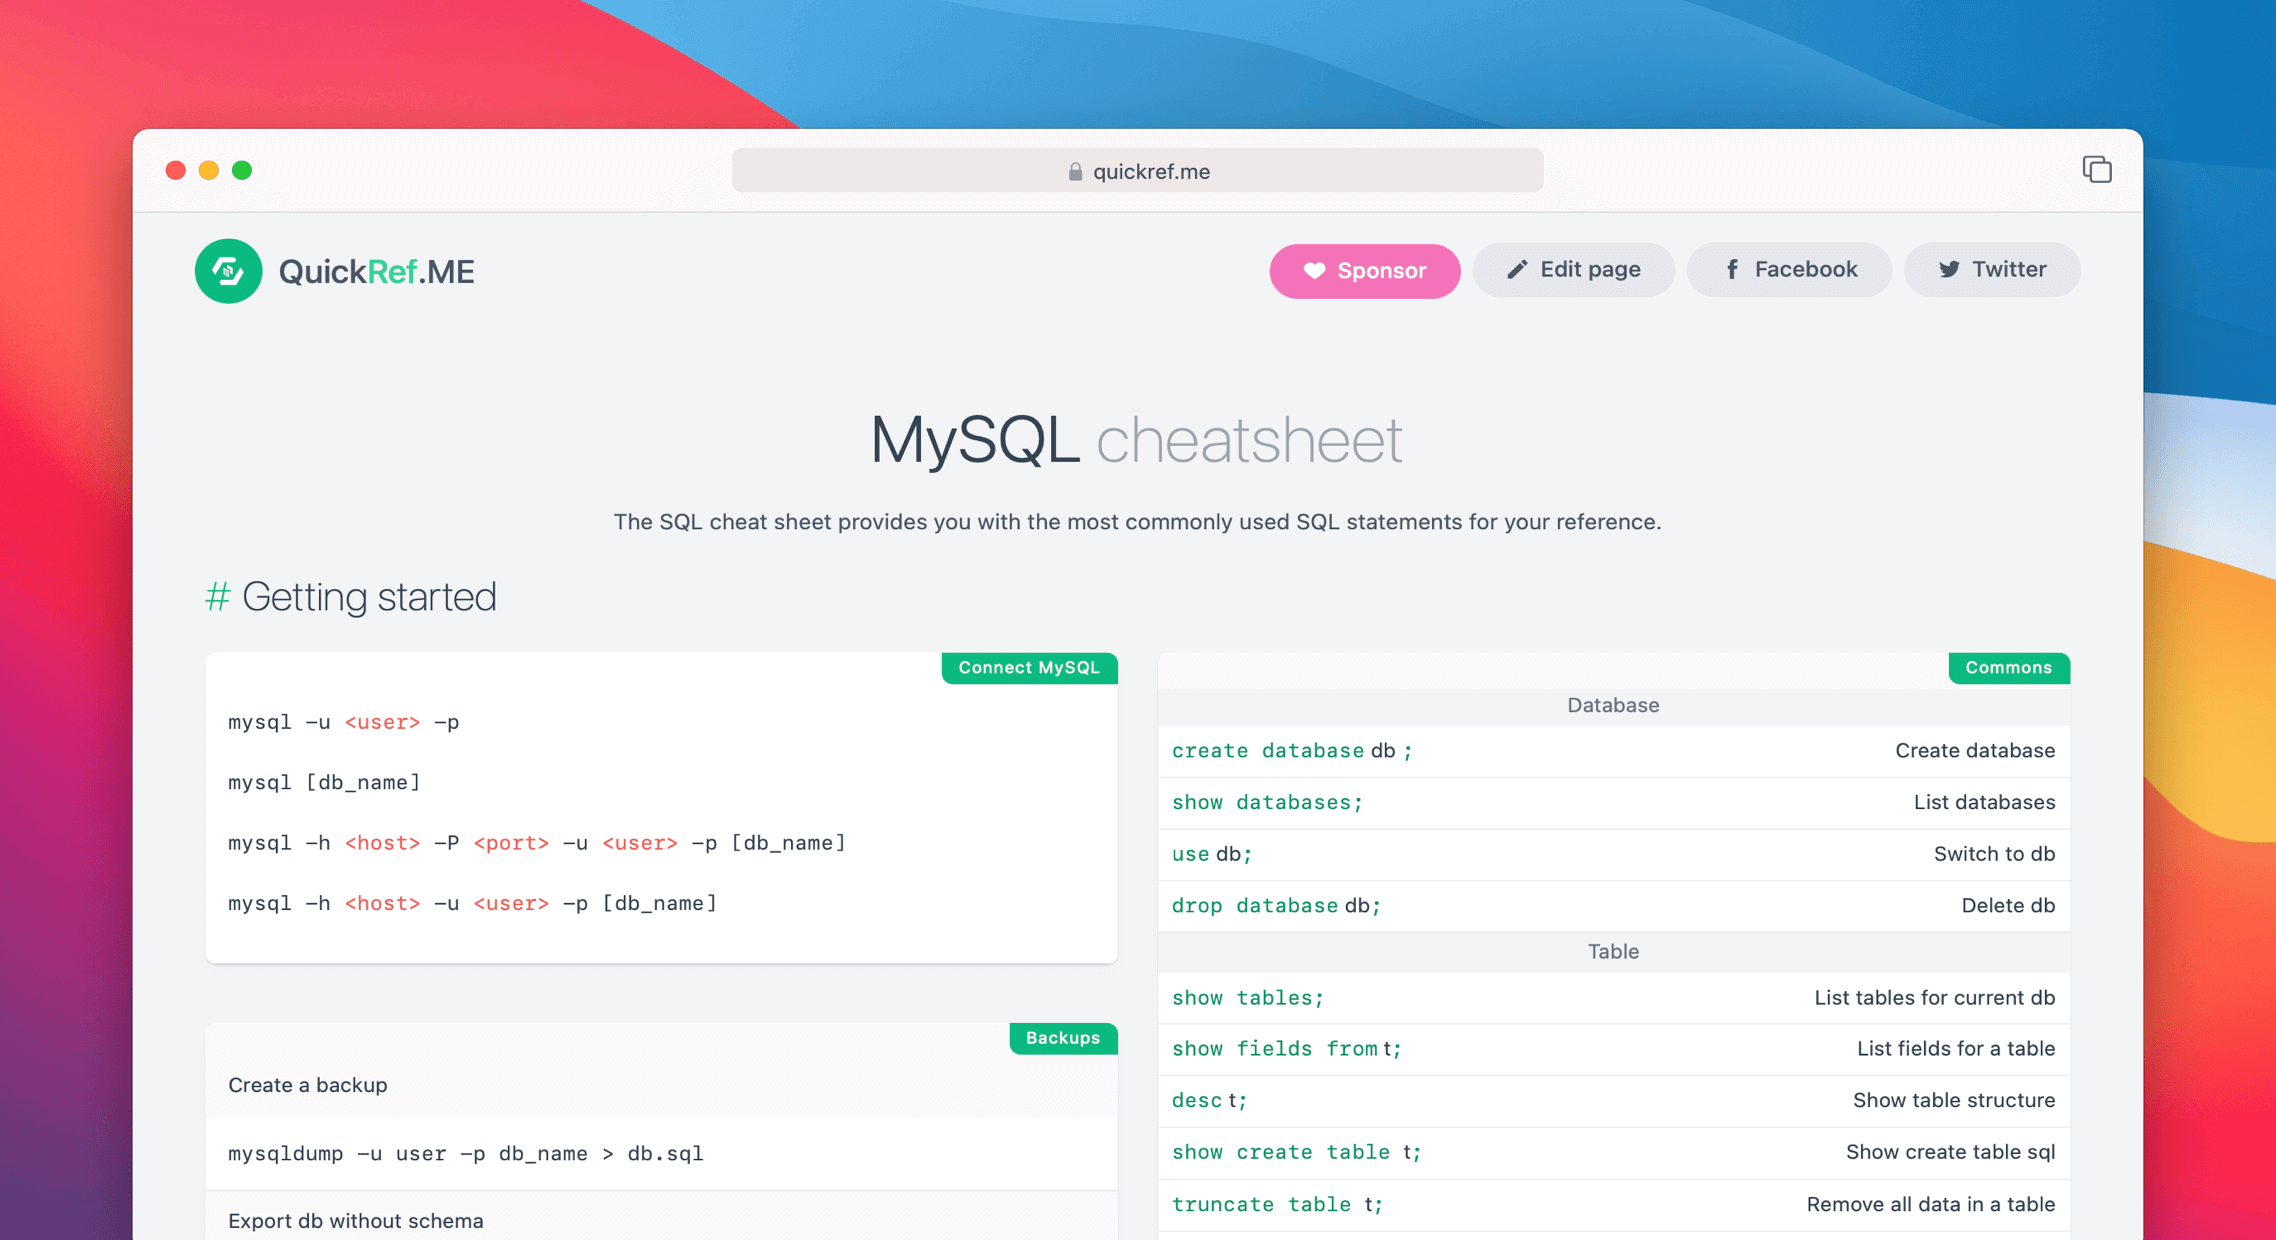 quickref.me
QuickRef.ME
Sponsor
Edit page
Facebook
Twitter
MySQL cheatsheet
The SQL cheat sheet provides you with the most commonly used SQL statements for your reference.
# Getting started
Connect MySQL
mysql -u <user> -p
mysql [db_name]
mysql -h <host> -P <port> -u <user> -p [db_name]
mysql -h <host> -u <user> -p [db_name]
Backups
Create a backup
mysqldump -u user -p db_name > db.sql
Export db without schema
Commons
Database
create database db ; Create database
show databases; List databases
use db; Switch to db
drop database db; Delete db
Table
show tables; List tables for current db
show fields from t; List fields for a table
desc t; Show table structure
show create table t; Show create table sql
truncate table t; Remove all data in a table